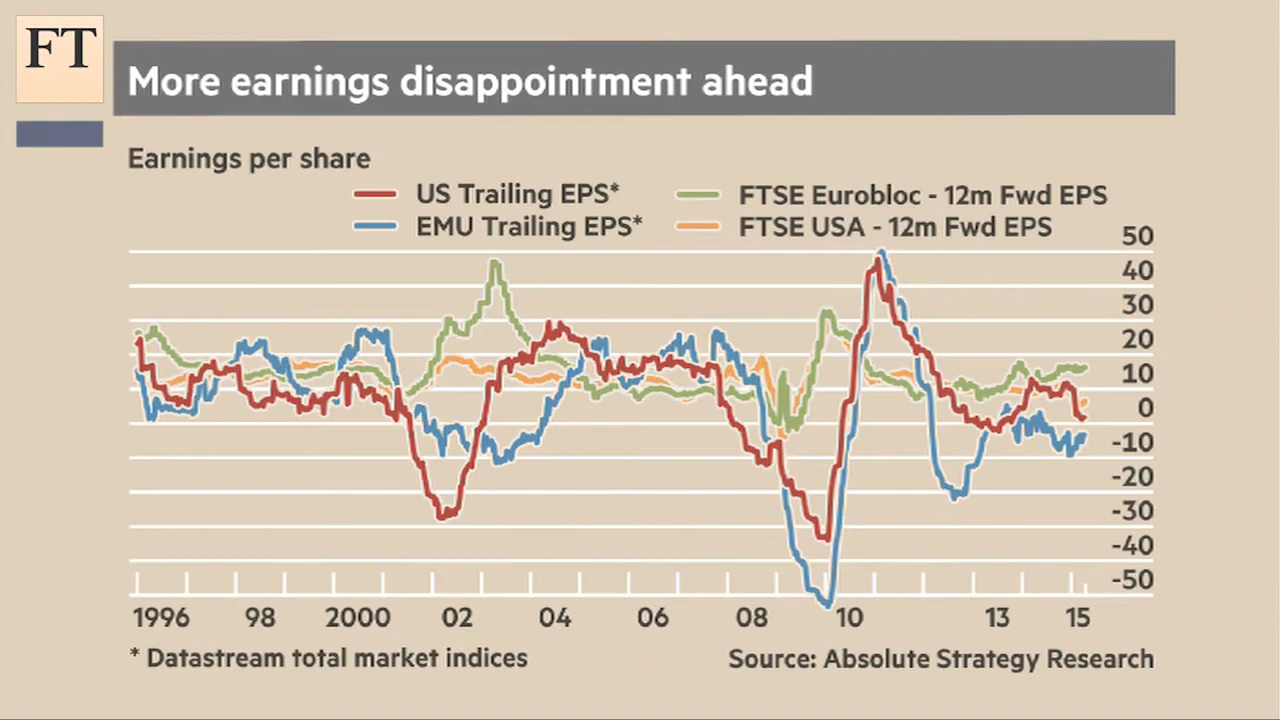 FT
More earnings disappointment ahead
Earnings per share
US Trailing EPS*
FTSE Eurobloc - 12m Fwd EPS
EMU Trailing EPS*
FTSE USA - 12m Fwd EPS
50
40
30
20
10
0
-10
-20
-30
-40
-50
1996 98 2000 02 04 06 08 10 13 15
* Datastream total market indices
Source: Absolute Strategy Research